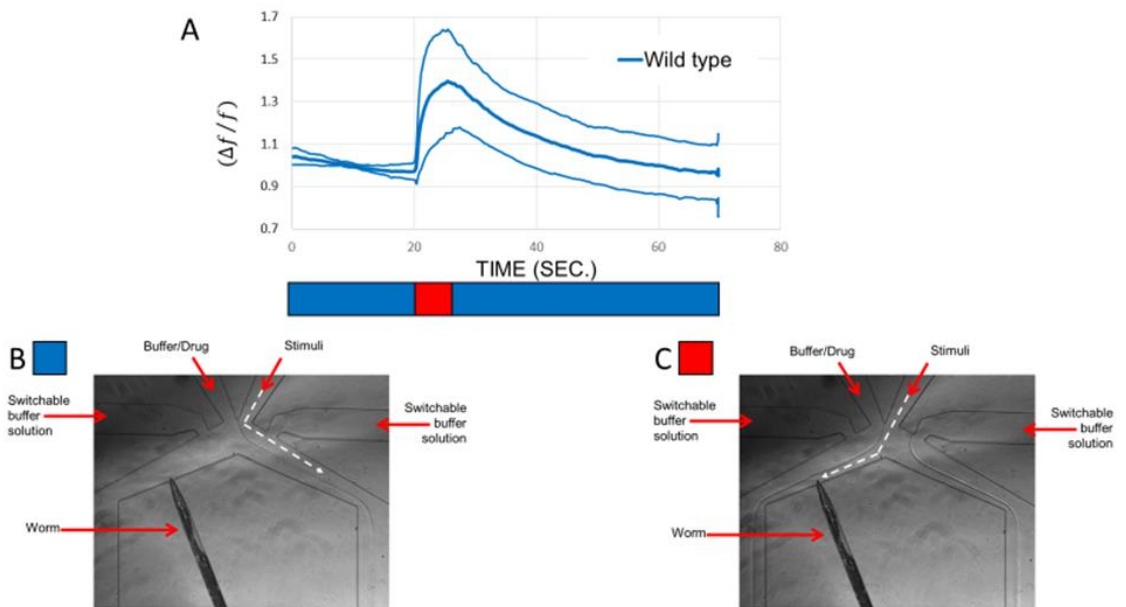 A
1.7
1.5
1.3
1.1
0.9
0.7
(Δf/f)
Wild type
0
20
40
60
80
TIME (SEC.)
B
Buffer/Drug
Stimuli
Switchable
buffer
solution
Switchable
buffer
solution
Worm
C
Buffer/Drug
Stimuli
Switchable
buffer
solution
Switchable
buffer
solution
Worm